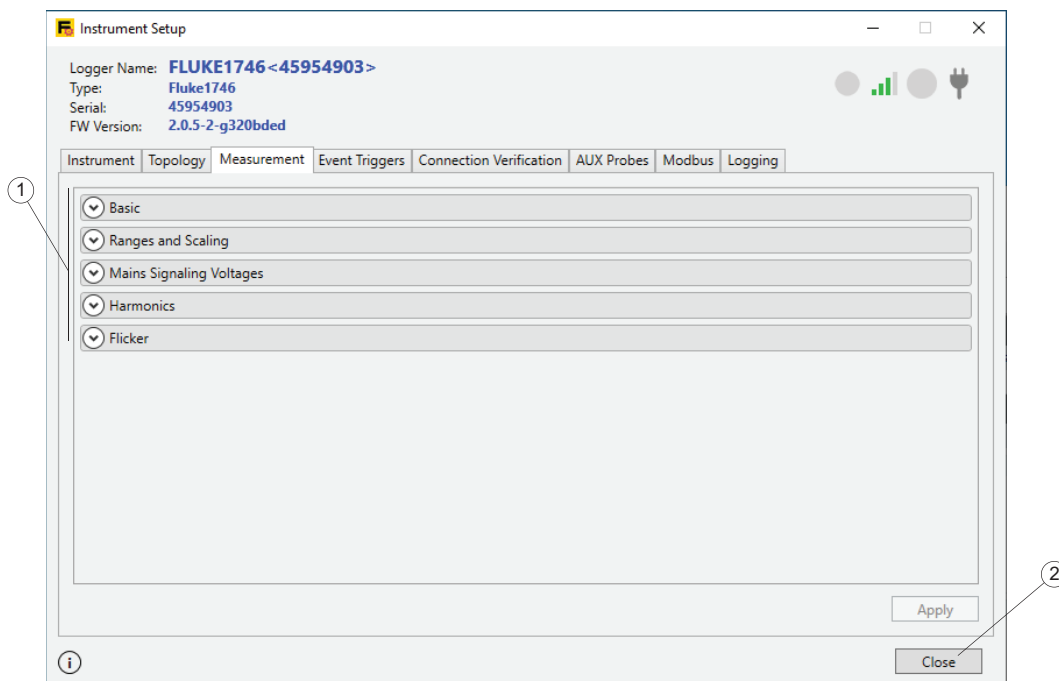 Instrument Setup
Logger Name: FLUKE1746<45954903>
Type: Fluke1746
Serial: 45954903
FW Version: 2.0.5-2-g320bded
Instrument Topology Measurement Event Triggers Connection Verification AUX Probes Modbus Logging
1
Basic
Ranges and Scaling
Mains Signaling Voltages
Harmonics
Flicker
2
Apply
Close